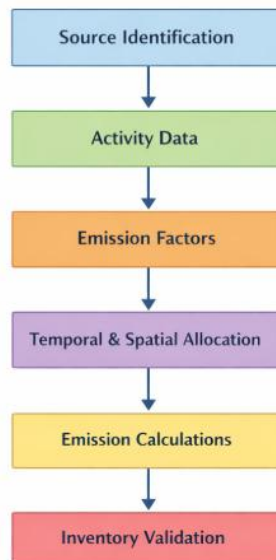 Source Identification
Activity Data
Emission Factors
Temporal & Spatial Allocation
Emission Calculations
Inventory Validation